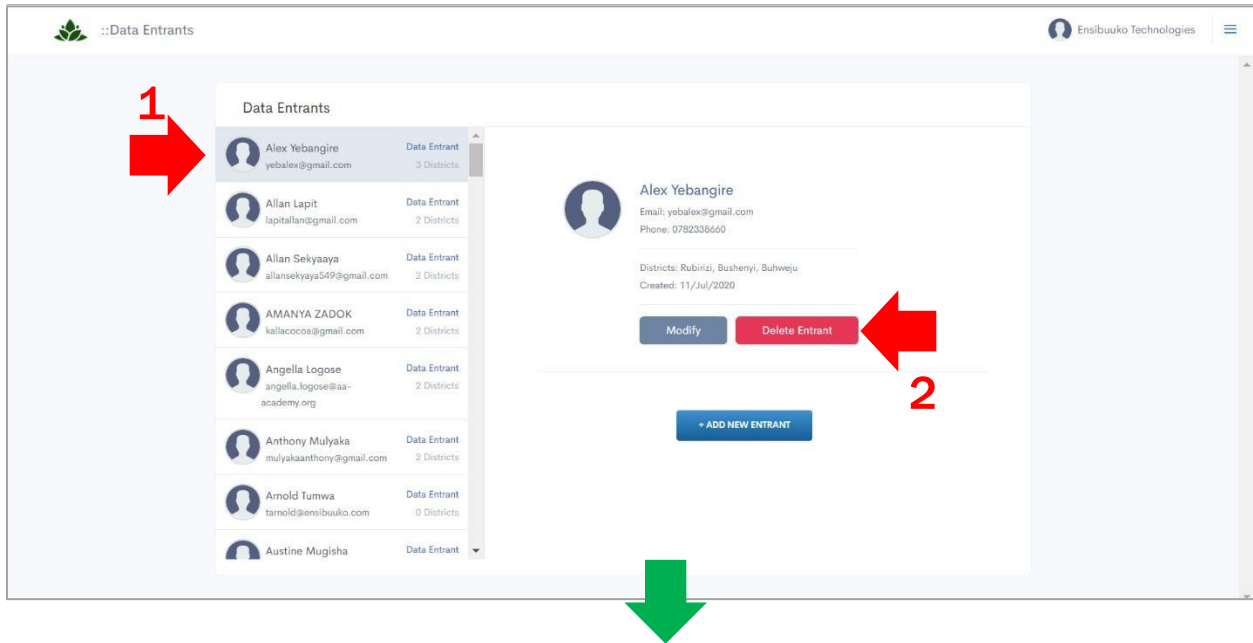 ::Data Entrants
Ensibuuko Technologies
1
Data Entrants
Alex Yebangire Data Entrant
yebalex@gmail.com 3 Districts
Allan Lapit Data Entrant
lapitallan@gmail.com 2 Districts
Allan Sekyaaya Data Entrant
allansekyaya549@gmail.com 2 Districts
AMANYA ZADOK Data Entrant
kallacocoa@gmail.com 2 Districts
Angella Logose Data Entrant
angella.logose@aa- 2 Districts
academy.org
Anthony Mulyaka Data Entrant
mulyakaanthony@gmail.com 2 Districts
Arnold Tumwa Data Entrant
tarnold@ensibuuko.com 0 Districts
Austine Mugisha Data Entrant
Alex Yebangire
Email: yebalex@gmail.com
Phone: 0782338660
Districts: Rubirizi, Bushenyi, Buhweju
Created: 11/Jul/2020
Modify
Delete Entrant
2
+ ADD NEW ENTRANT